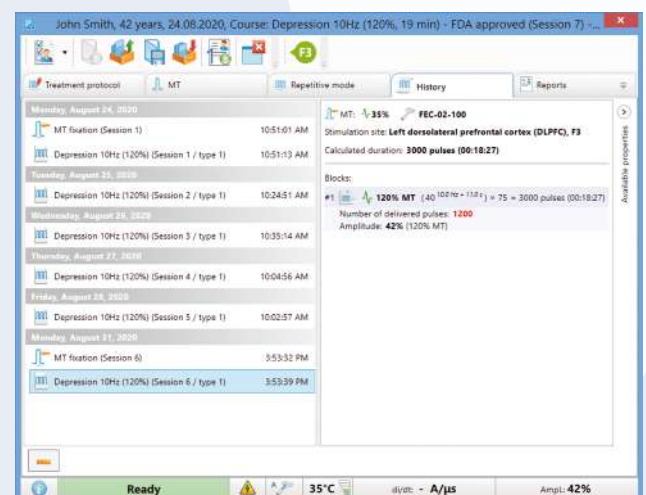 John Smith, 42 years, 24.08.2020, Course: Depression 10Hz (120%, 19 min) - FDA approved (Session 7) -...
F3
Treatment protocol
MT
Repetitive mode
History
Reports
Monday, August 24, 2020
MT fixation (Session 1) 10:51:01 AM
Depression 10Hz (120%) (Session 1 / type 1) 10:51:13 AM
Tuesday, August 25, 2020
Depression 10Hz (120%) (Session 2 / type 1) 10:24:51 AM
Wednesday, August 26, 2020
Depression 10Hz (120%) (Session 3 / type 1) 10:35:14 AM
Thursday, August 27, 2020
Depression 10Hz (120%) (Session 4 / type 1) 10:04:56 AM
Friday, August 28, 2020
Depression 10Hz (120%) (Session 5 / type 1) 10:02:57 AM
Monday, August 31, 2020
MT fixation (Session 6) 3:53:32 PM
Depression 10Hz (120%) (Session 6 / type 1) 3:53:39 PM
MT: 35% FEC-02-100
Stimulation site: Left dorsolateral prefrontal cortex (DLPFC), F3
Calculated duration: 3000 pulses (00:18:27)
Blocks:
#1 120% MT (40 10.0 Hz + 11.0 s) × 75 = 3000 pulses (00:18:27)
Number of delivered pulses: 1200
Amplitude: 42% (120% MT)
Available properties
Ready
35°C
di/dt: - A/µs
Ampl.: 42%